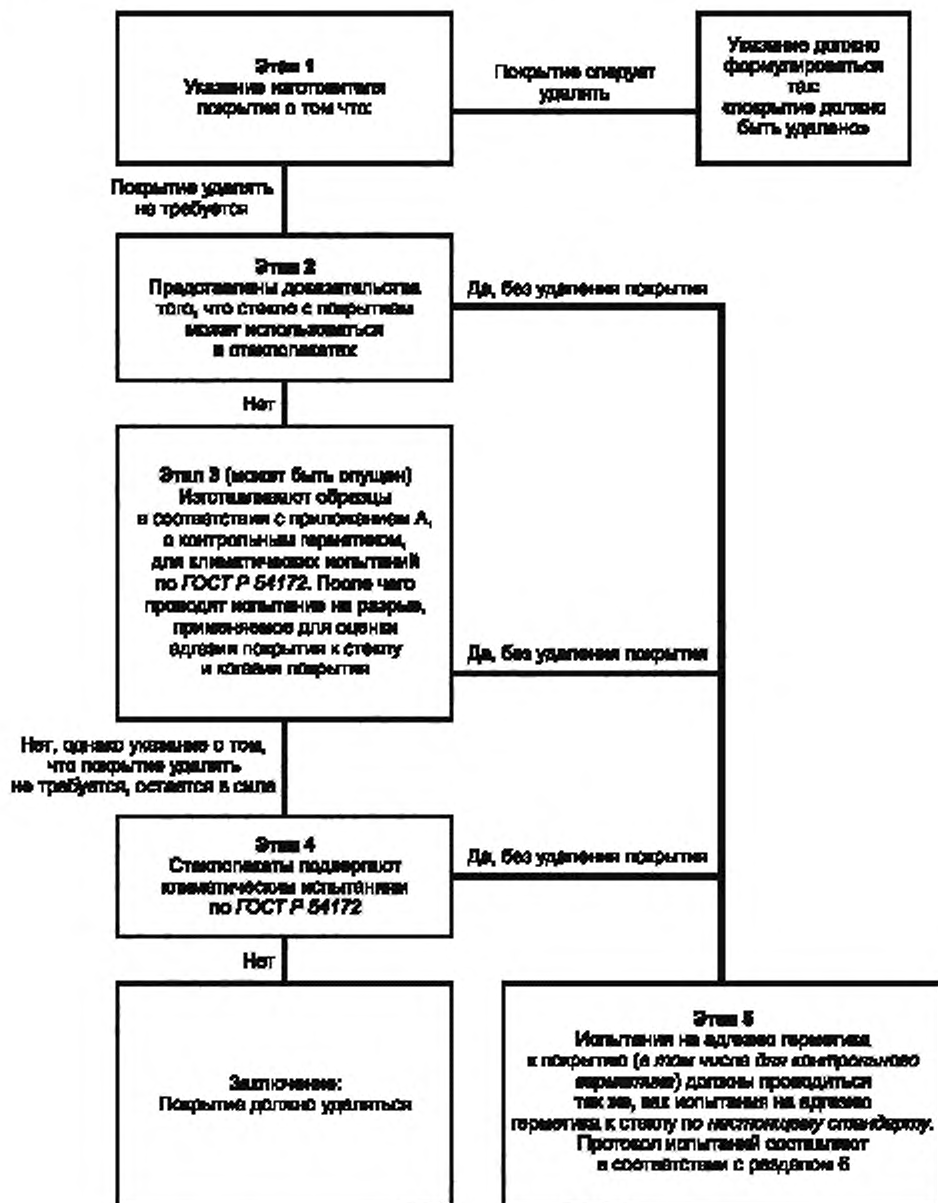 Этап 1
Указание изготовителя
покрытия о том что:
Покрытие следует
удалять
Указание должно
формулироваться
так:
«покрытие должно
быть удалено»
Покрытие удалять
не требуется
Этап 2
Представлены доказательства
того, что стекло с покрытием
может использоваться
в стеклопакетах
Да, без удаления покрытия
Нет
Этап 3 (может быть опущен)
Изготавливают образцы
в соответствии с приложением А,
с контрольным герметиком,
для климатических испытаний
по ГОСТ Р 54172. После чего
проводят испытание на разрыв,
применяемое для оценки
адгезии покрытия к стеклу
и когезии покрытия
Да, без удаления покрытия
Нет, однако указание о том,
что покрытие удалять
не требуется, остается в силе
Этап 4
Стеклопакеты подвергают
климатическим испытаниям
по ГОСТ Р 54172
Да, без удаления покрытия
Нет
Заключение:
Покрытие должно удаляться
Этап 5
Испытания на адгезию герметика
к покрытию (в том числе для контрольного
герметика) должны проводиться
так же, как испытания на адгезию
герметика к стеклу по настоящему стандарту.
Протокол испытаний составляют
в соответствии с разделом